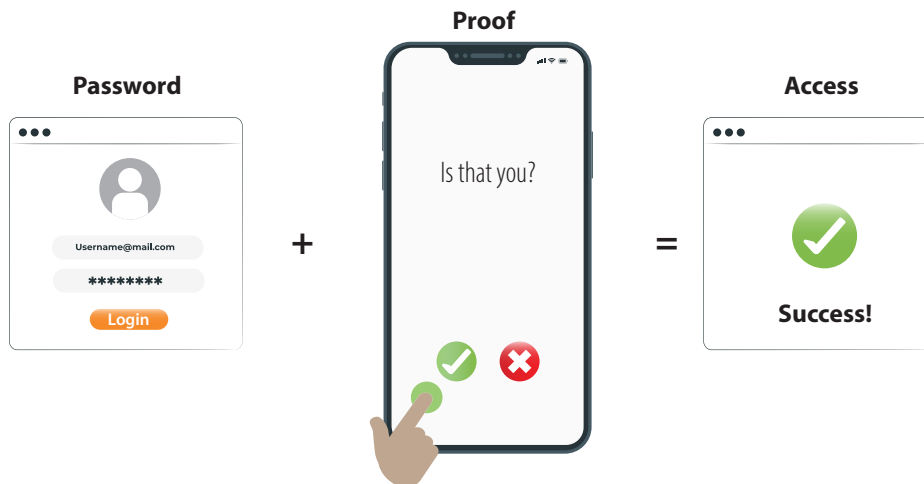 Proof
Password
Access
Is that you?
Username@mail.com
+
=
********
Success!
Login